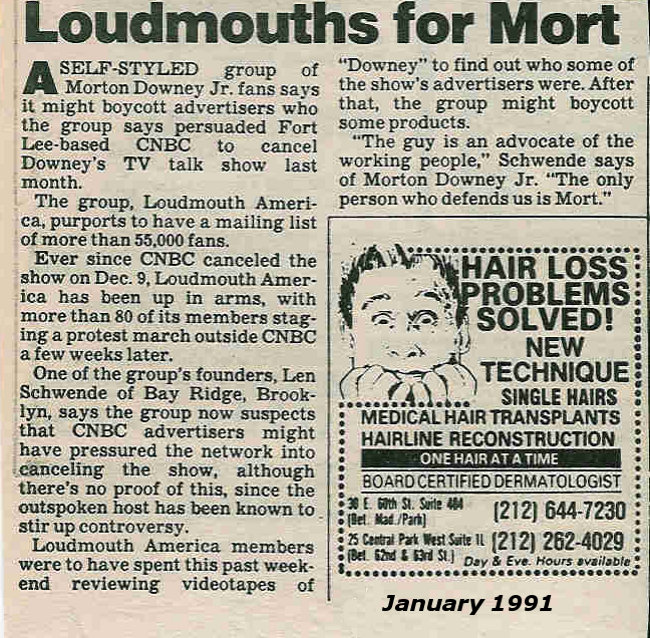 Loudmouths for Mort
A SELF-STYLED group of
Morton Downey Jr. fans says
it might boycott advertisers who
the group says persuaded Fort
Lee-based CNBC to cancel
Downey's TV talk show last
month.
The group, Loudmouth Ameri-
ca, purports to have a mailing list
of more than 55,000 fans.
Ever since CNBC canceled the
show on Dec. 9, Loudmouth Amer-
ica has been up in arms, with
more than 80 of its members stag-
ing a protest march outside CNBC
a few weeks later.
One of the group's founders, Len
Schwende of Bay Ridge, Brook-
lyn, says the group now suspects
that CNBC advertisers might
have pressured the network into
canceling the show, although
there's no proof of this, since the
outspoken host has been known to
stir up controversy.
Loudmouth America members
were to have spent this past week-
end reviewing videotapes of
"Downey" to find out who some of
the show's advertisers were. After
that, the group might boycott
some products.
"The guy is an advocate of the
working people," Schwende says
of Morton Downey Jr. "The only
person who defends us is Mort."
HAIR LOSS
PROBLEMS
SOLVED!
NEW
TECHNIQUE
SINGLE HAIRS
MEDICAL HAIR TRANSPLANTS
HAIRLINE RECONSTRUCTION
ONE HAIR AT A TIME
BOARD CERTIFIED DERMATOLOGIST
30 E. 60th St. Suite 404
(Bet. Mad./Park)
(212) 644-7230
25 Central Park West Suite 1L
(Bet. 62nd & 63rd St.)
(212) 262-4029
Day & Eve. Hours available
January 1991